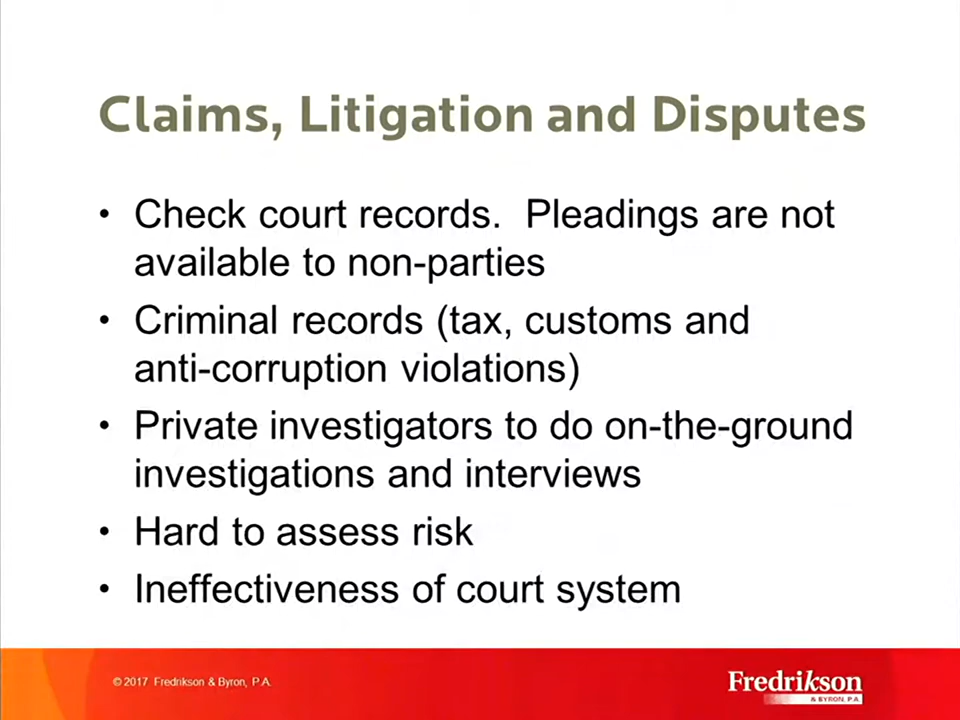 Claims, Litigation and Disputes
• Check court records.  Pleadings are not
available to non-parties
• Criminal records (tax, customs and
anti-corruption violations)
• Private investigators to do on-the-ground
investigations and interviews
• Hard to assess risk
• Ineffectiveness of court system
© 2017 Fredrikson & Byron, P.A.
Fredrikson
& BYRON, P.A.